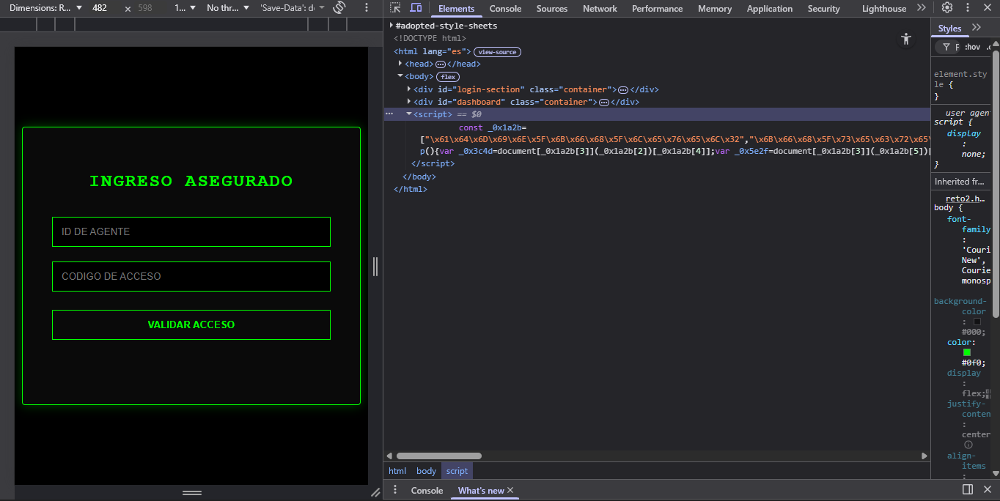 Dimensions: R... ▼ 482 × 598 1... ▼ No thr... ▼ 'Save-Data': d
Elements Console Sources Network Performance Memory Application Security Lighthouse
INGRESO ASEGURADO
ID DE AGENTE
CODIGO DE ACCESO
VALIDAR ACCESO
#adopted-style-sheets
<!DOCTYPE html>
<html lang="es"> view-source
<head>…</head>
<body> flex
<div id="login-section" class="container">…</div>
<div id="dashboard" class="container">…</div>
<script> == $0
const _0x1a2b=
["\x61\x64\x6D\x69\x6E\x5F\x6B\x66\x68\x5F\x6C\x65\x76\x65\x6C\x32","\x6B\x66\x68\x5F\x73\x65\x63\x72\x65\
p(){var _0x3c4d=document[_0x1a2b[3]](_0x1a2b[2])[_0x1a2b[4]];var _0x5e2f=document[_0x1a2b[3]](_0x1a2b[5])[
</script>
</body>
</html>
html body script
Console What's new
Styles
F :hov .c
element.sty
le {
}
user agen
script {
display
:
none;
}
Inherited fr...
reto2.h…
body {
font-
family
:
'Couri
New',
Courie
monosp
background-
color
:
#000;
color:
#0f0;
display
:
flex;
justify-
conten
:
center
align-
items
: